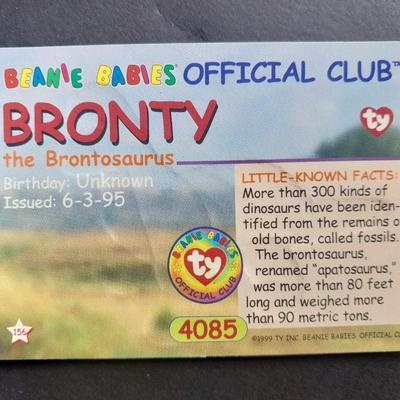 BEANIE BABIES® OFFICIAL CLUB™
BRONTY
ty
the Brontosaurus
Birthday: Unknown
Issued: 6-3-95
LITTLE-KNOWN FACTS:
More than 300 kinds of
dinosaurs have been iden-
tified from the remains o
old bones, called fossils.
The brontosaurus,
renamed "apatosaurus,"
was more than 80 feet
long and weighed more
than 90 metric tons.
BEANIE BABIES
ty
OFFICIAL CLUB
156
4085
©1999 TY INC. BEANIE BABIES OFFICIAL CL